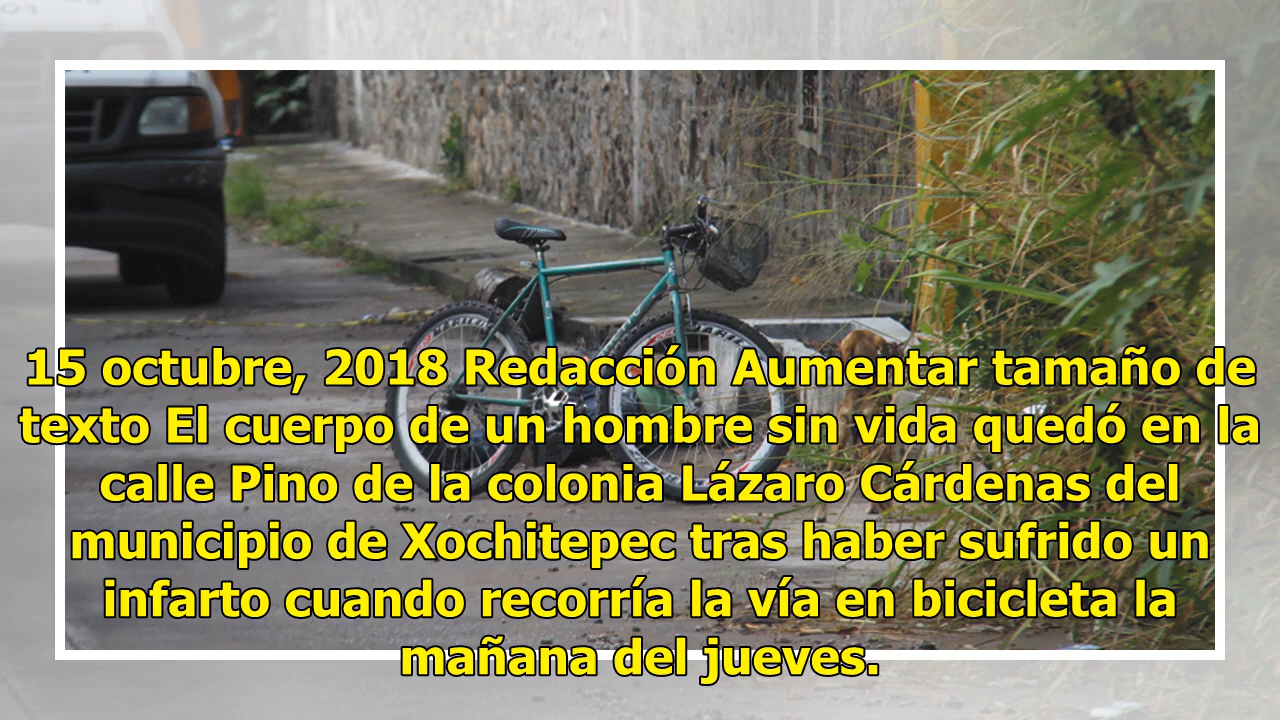 15 octubre, 2018 Redacción Aumentar tamaño de
texto El cuerpo de un hombre sin vida quedó en la
calle Pino de la colonia Lázaro Cárdenas del
municipio de Xochitepec tras haber sufrido un
infarto cuando recorría la vía en bicicleta la
mañana del jueves.